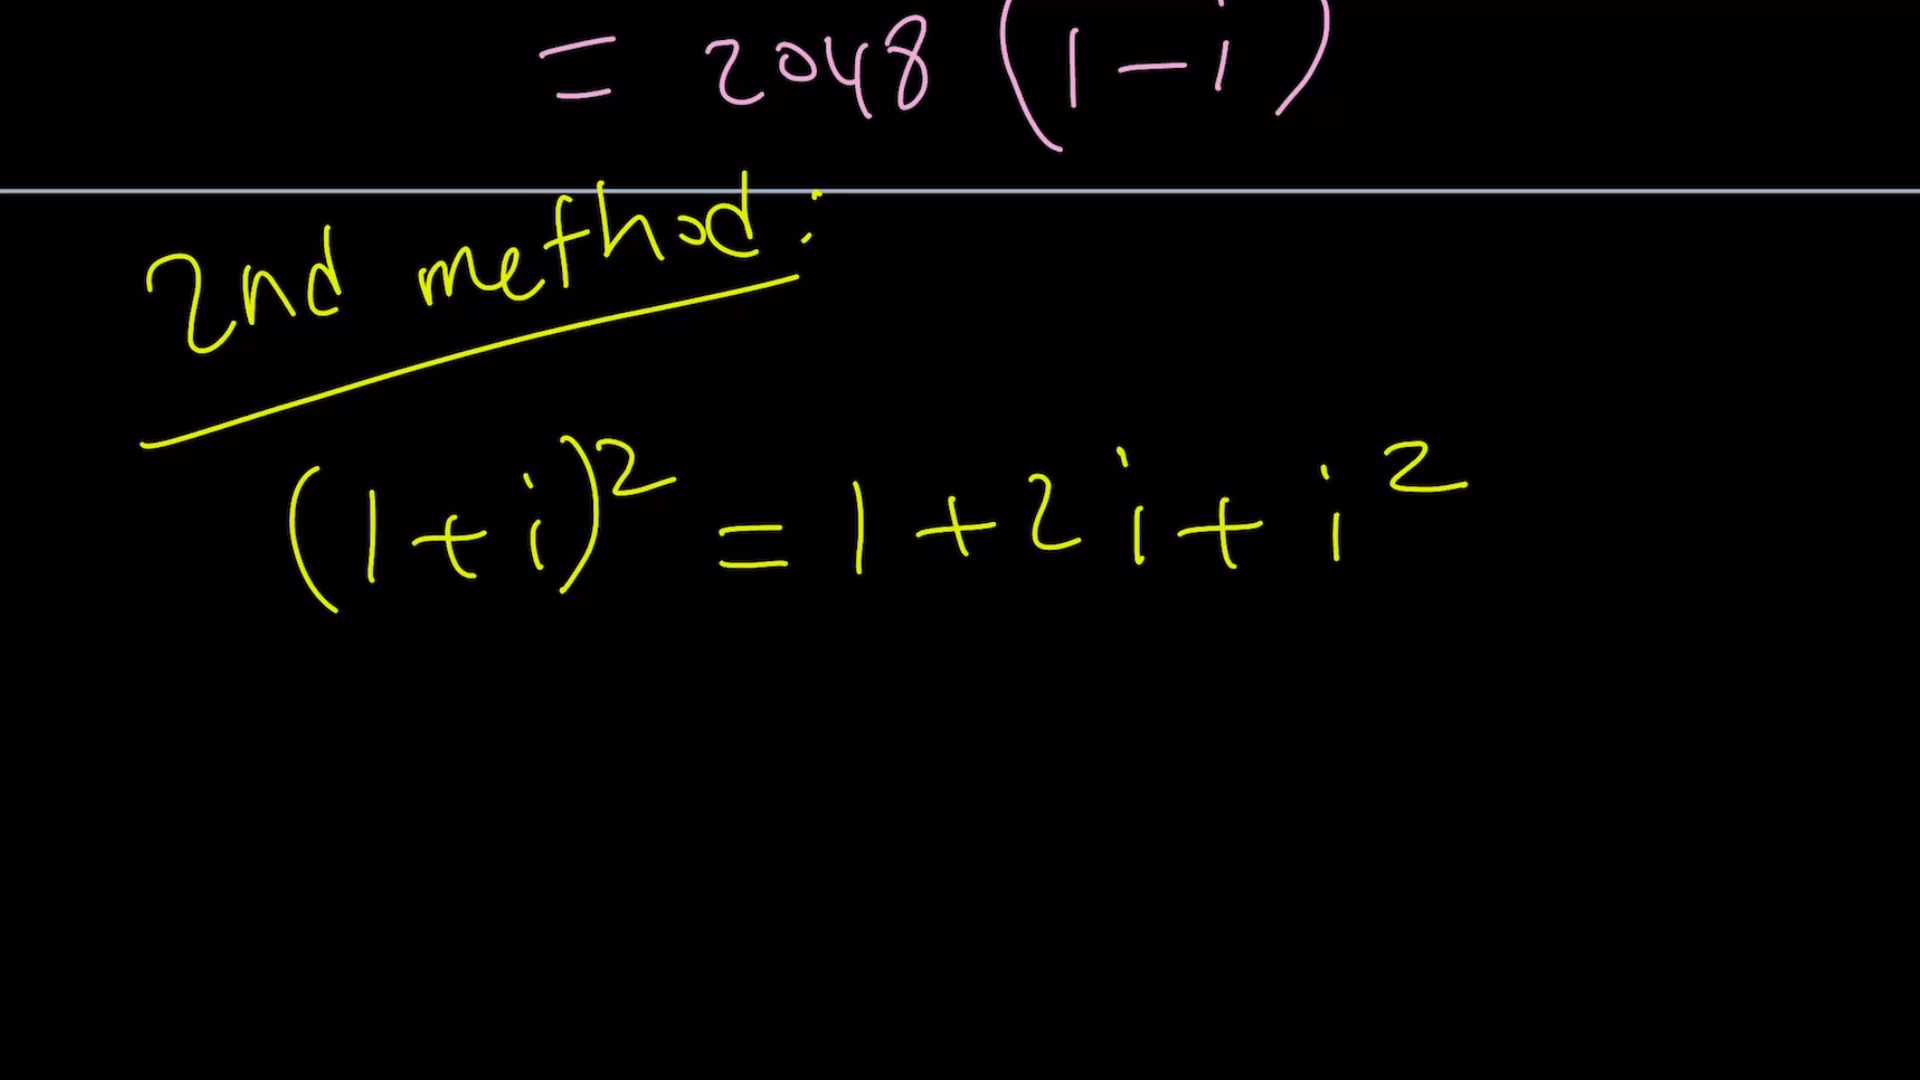 = 2048 (1-i)
2nd method:
(1+i)² = 1+2i+i²